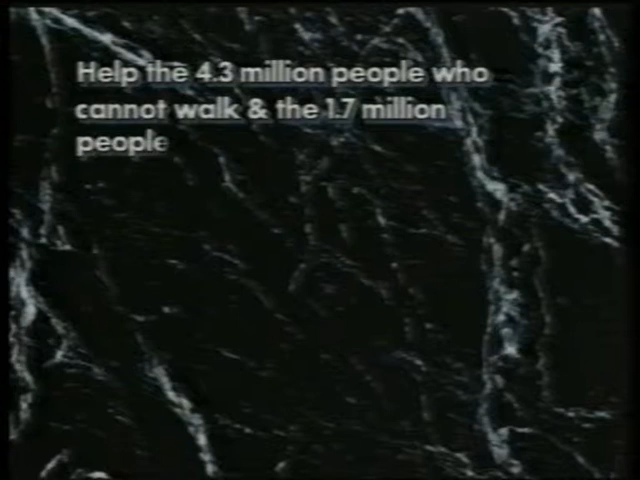 Help the 4.3 million people who
cannot walk & the 1.7 million
people